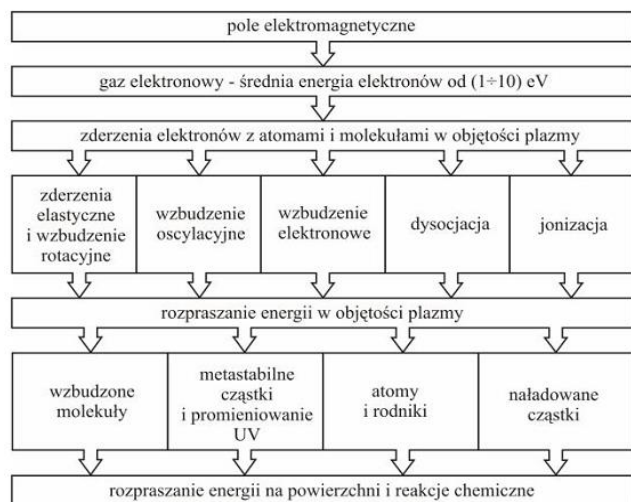 pole elektromagnetyczne
gaz elektronowy - średnia energia elektronów od (1÷10) eV
zderzenia elektronów z atomami i molekułami w objętości plazmy
zderzenia
elastyczne
i wzbudzenie
rotacyjne
wzbudzenie
oscylacyjne
wzbudzenie
elektronowe
dysocjacja
jonizacja
rozpraszanie energii w objętości plazmy
wzbudzone
molekuły
metastabilne
cząstki
i promieniowanie
UV
atomy
i rodniki
naładowane
cząstki
rozpraszanie energii na powierzchni i reakcje chemiczne